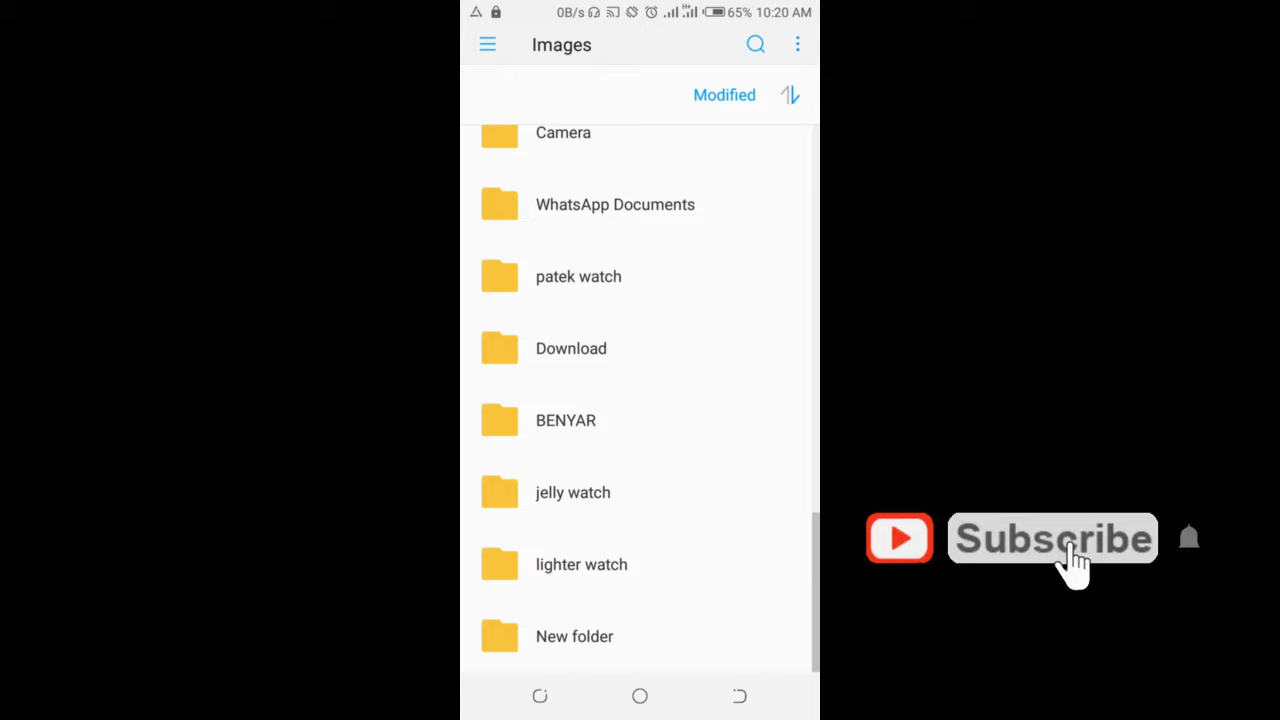 0B/s 65% 10:20 AM
Images
Modified
Camera
WhatsApp Documents
patek watch
Download
BENYAR
jelly watch
lighter watch
New folder
Subscribe